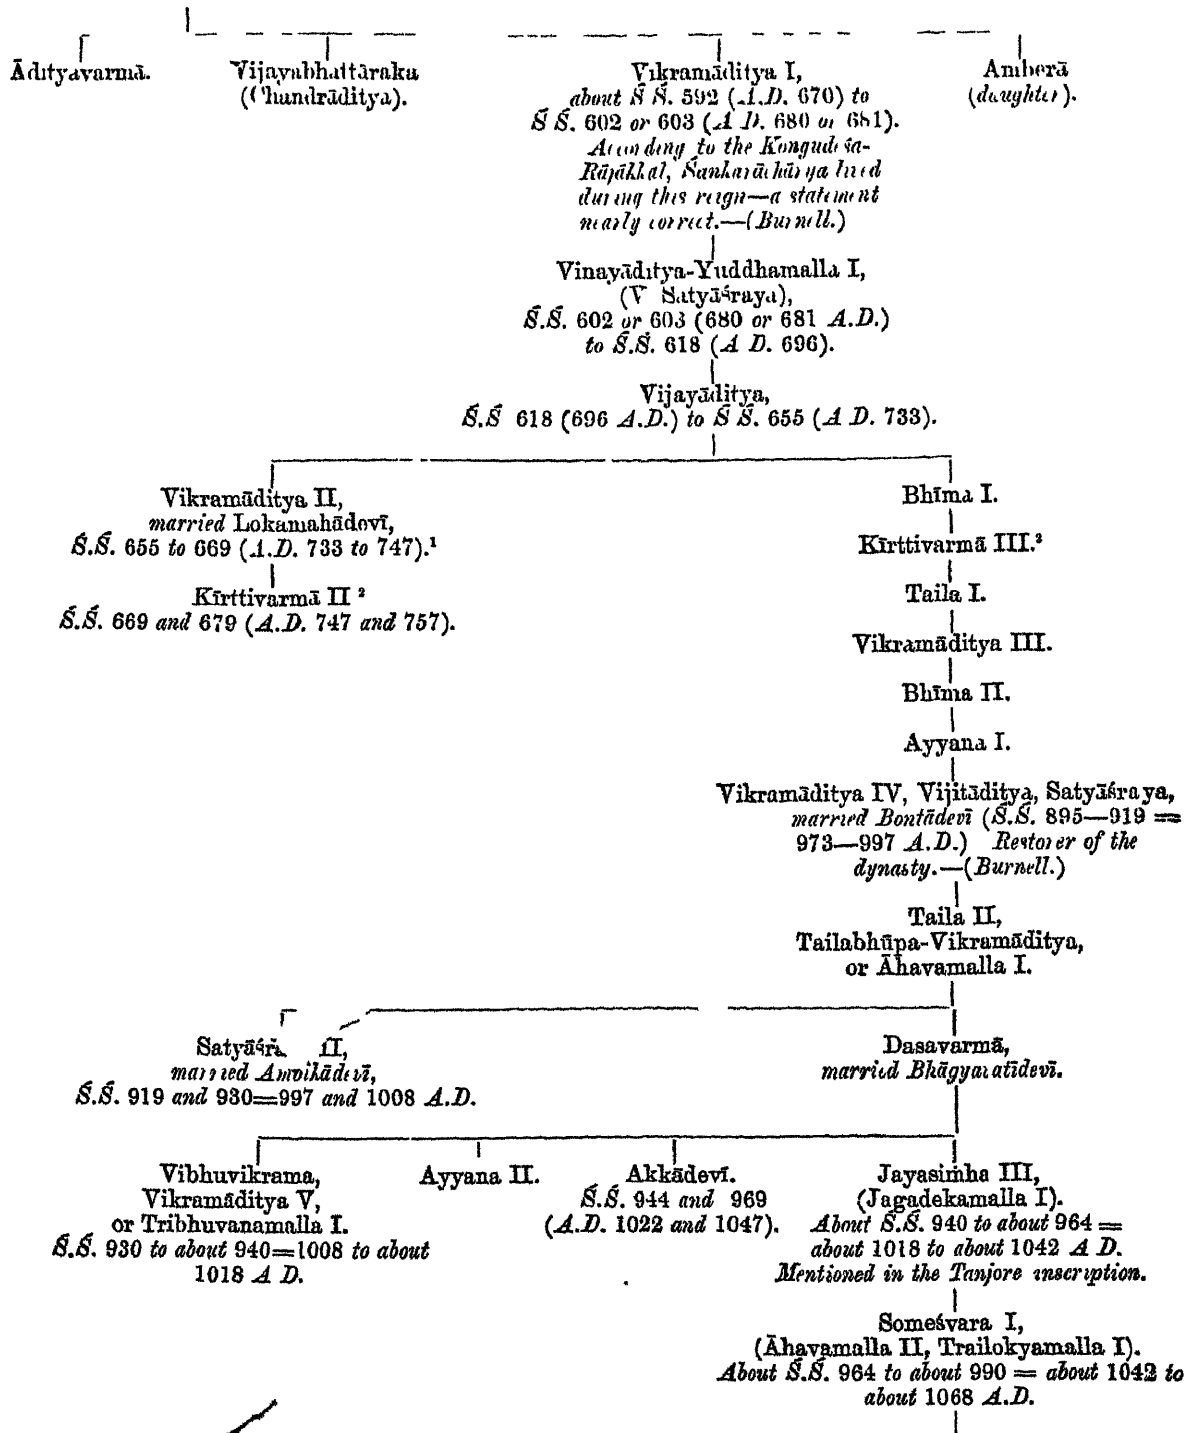 Ādityavarmā.
Vijayabhaṭṭāraka
(Chandrāditya).
Vikramāditya I,
about Ś Ś. 592 (A.D. 670) to
Ś Ś. 602 or 603 (A D. 680 or 681).
According to the Kongudeśa-
Rājākkal, Śankarāchārya lived
during this reign—a statement
nearly correct.—(Burnell.)
Amberā
(daughter).
Vinayāditya-Yuddhamalla I,
(V Satyāśraya),
Ś.Ś. 602 or 603 (680 or 681 A.D.)
to Ś.Ś. 618 (A D. 696).
Vijayāditya,
Ś.Ś 618 (696 A.D.) to Ś Ś. 655 (A D. 733).
Vikramāditya II,
married Lokamahādevī,
Ś.Ś. 655 to 669 (A.D. 733 to 747).¹
Kīrttivarmā II ²
Ś.Ś. 669 and 679 (A.D. 747 and 757).
Bhīma I.
Kīrttivarmā III.³
Taila I.
Vikramāditya III.
Bhīma II.
Ayyana I.
Vikramāditya IV, Vijitāditya, Satyāśraya,
married Bontādevī (Ś.Ś. 895—919 =
973—997 A.D.) Restorer of the
dynasty.—(Burnell.)
Taila II,
Tailabhūpa-Vikramāditya,
or Āhavamalla I.
Satyāśra II,
married Amvikādevī,
Ś.Ś. 919 and 930=997 and 1008 A.D.
Dasavarmā,
married Bhāgyavatīdevī.
Vibhuvikrama,
Vikramāditya V,
or Tribhuvanamalla I.
Ś.Ś. 930 to about 940=1008 to about
1018 A D.
Ayyana II.
Akkādevī.
Ś.Ś. 944 and 969
(A.D. 1022 and 1047).
Jayasiṁha III,
(Jagadekamalla I).
About Ś.Ś. 940 to about 964 =
about 1018 to about 1042 A D.
Mentioned in the Tanjore inscription.
Someśvara I,
(Āhavamalla II, Trailokyamalla I).
About Ś.Ś. 964 to about 990 = about 1042 to
about 1068 A.D.